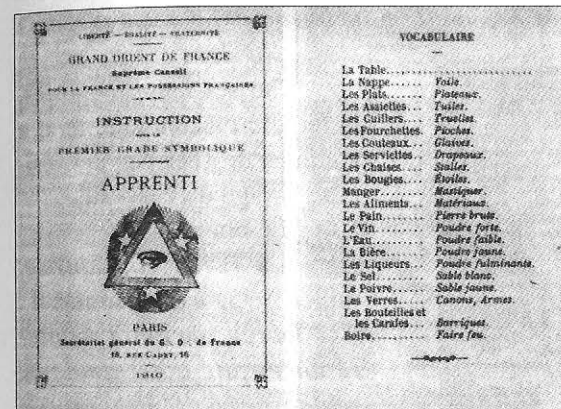 LIBERTÉ — ÉGALITÉ — FRATERNITÉ
GRAND ORIENT DE FRANCE
Suprême Conseil
POUR LA FRANCE ET LES POSSESSIONS FRANÇAISES
INSTRUCTION
POUR LE
PREMIER GRADE SYMBOLIQUE
APPRENTI
PARIS
Secrétariat général du G∴ O∴ de France
16, RUE CADET, 16
1910
VOCABULAIRE
La Table
La Nappe Voile.
Les Plats Plateaux.
Les Assiettes Tuiles.
Les Cuillers Truelles.
Les Fourchettes. Pioches.
Les Couteaux Glaives.
Les Serviettes Drapeaux.
Les Chaises Stalles.
Les Bougies Étoiles.
Manger Mastiquer.
Les Aliments Matériaux.
Le Pain Pierre brute.
Le Vin Poudre forte.
L'Eau Poudre faible.
La Bière Poudre jaune.
Les Liqueurs Poudre fulminante.
Le Sel Sable blanc.
Le Poivre Sable jaune.
Les Verres Canons, Armes.
Les Bouteilles et
les Carafes Barriques.
Boire Faire feu.